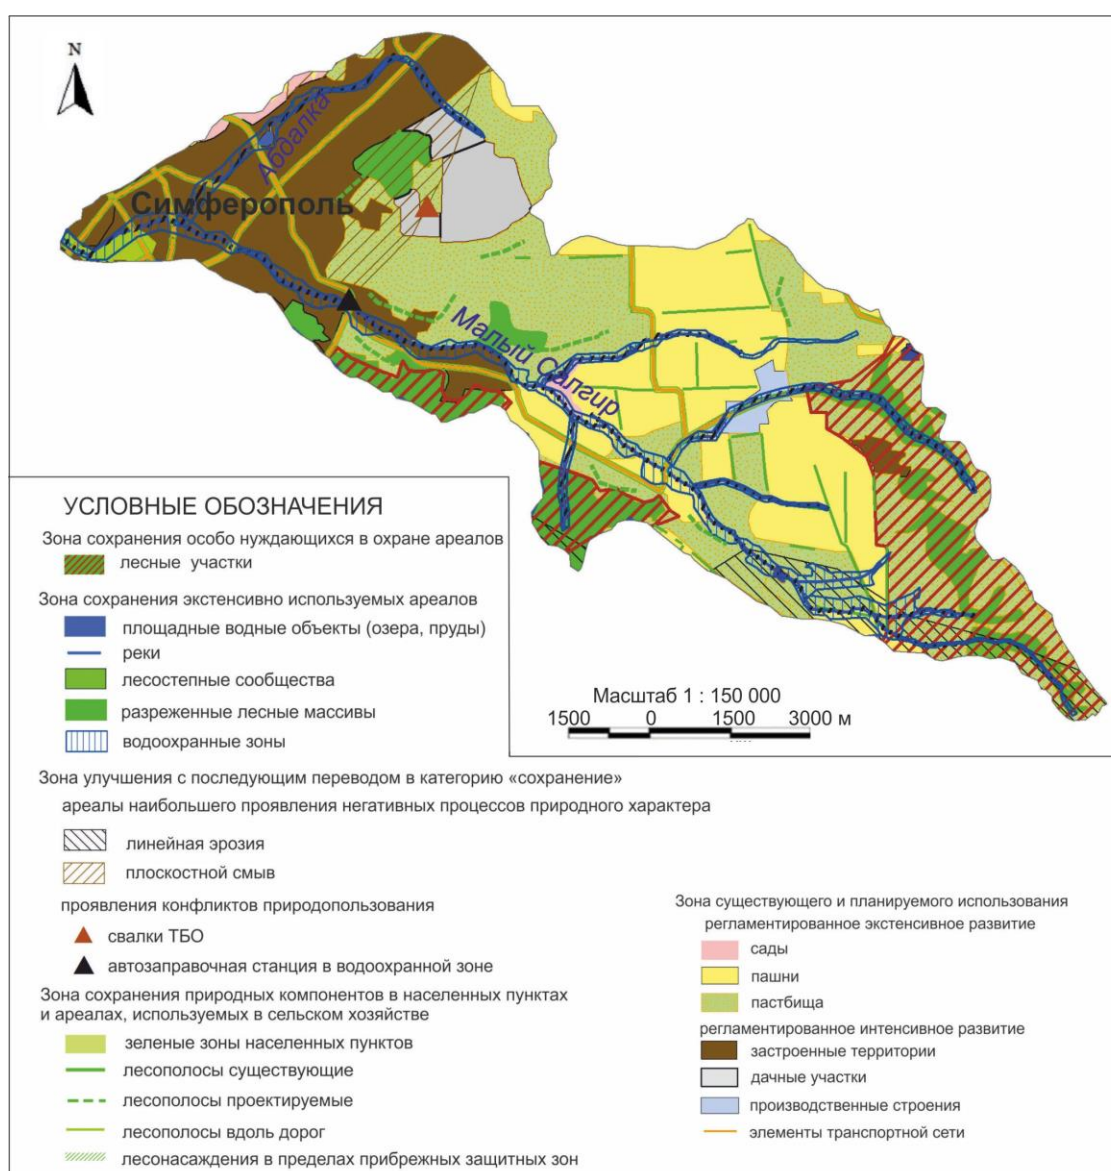 N
Абдалка
Симферополь
Малый Салгир
УСЛОВНЫЕ ОБОЗНАЧЕНИЯ
Зона сохранения особо нуждающихся в охране ареалов
лесные участки
Зона сохранения экстенсивно используемых ареалов
площадные водные объекты (озера, пруды)
реки
лесостепные сообщества
разреженные лесные массивы
водоохранные зоны
Масштаб 1 : 150 000
1500 0 1500 3000 м
Зона улучшения с последующим переводом в категорию «сохранение»
ареалы наибольшего проявления негативных процессов природного характера
линейная эрозия
плоскостной смыв
проявления конфликтов природопользования
свалки ТБО
автозаправочная станция в водоохранной зоне
Зона сохранения природных компонентов в населенных пунктах
и ареалах, используемых в сельском хозяйстве
зеленые зоны населенных пунктов
лесополосы существующие
лесополосы проектируемые
лесополосы вдоль дорог
лесонасаждения в пределах прибрежных защитных зон
Зона существующего и планируемого использования
регламентированное экстенсивное развитие
сады
пашни
пастбища
регламентированное интенсивное развитие
застроенные территории
дачные участки
производственные строения
элементы транспортной сети